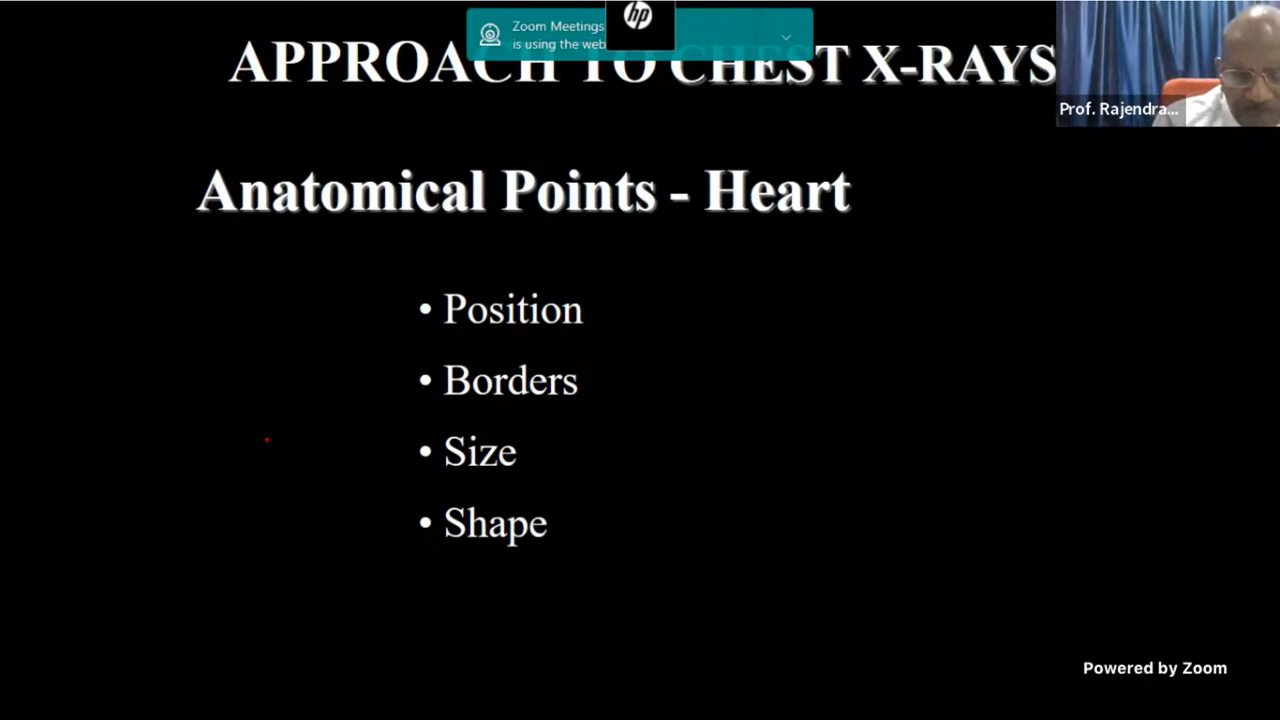 Zoom Meetings
is using the web
hp
APPROACH TO CHEST X-RAYS
Prof. Rajendra...
Anatomical Points - Heart
• Position
• Borders
• Size
• Shape
Powered by Zoom